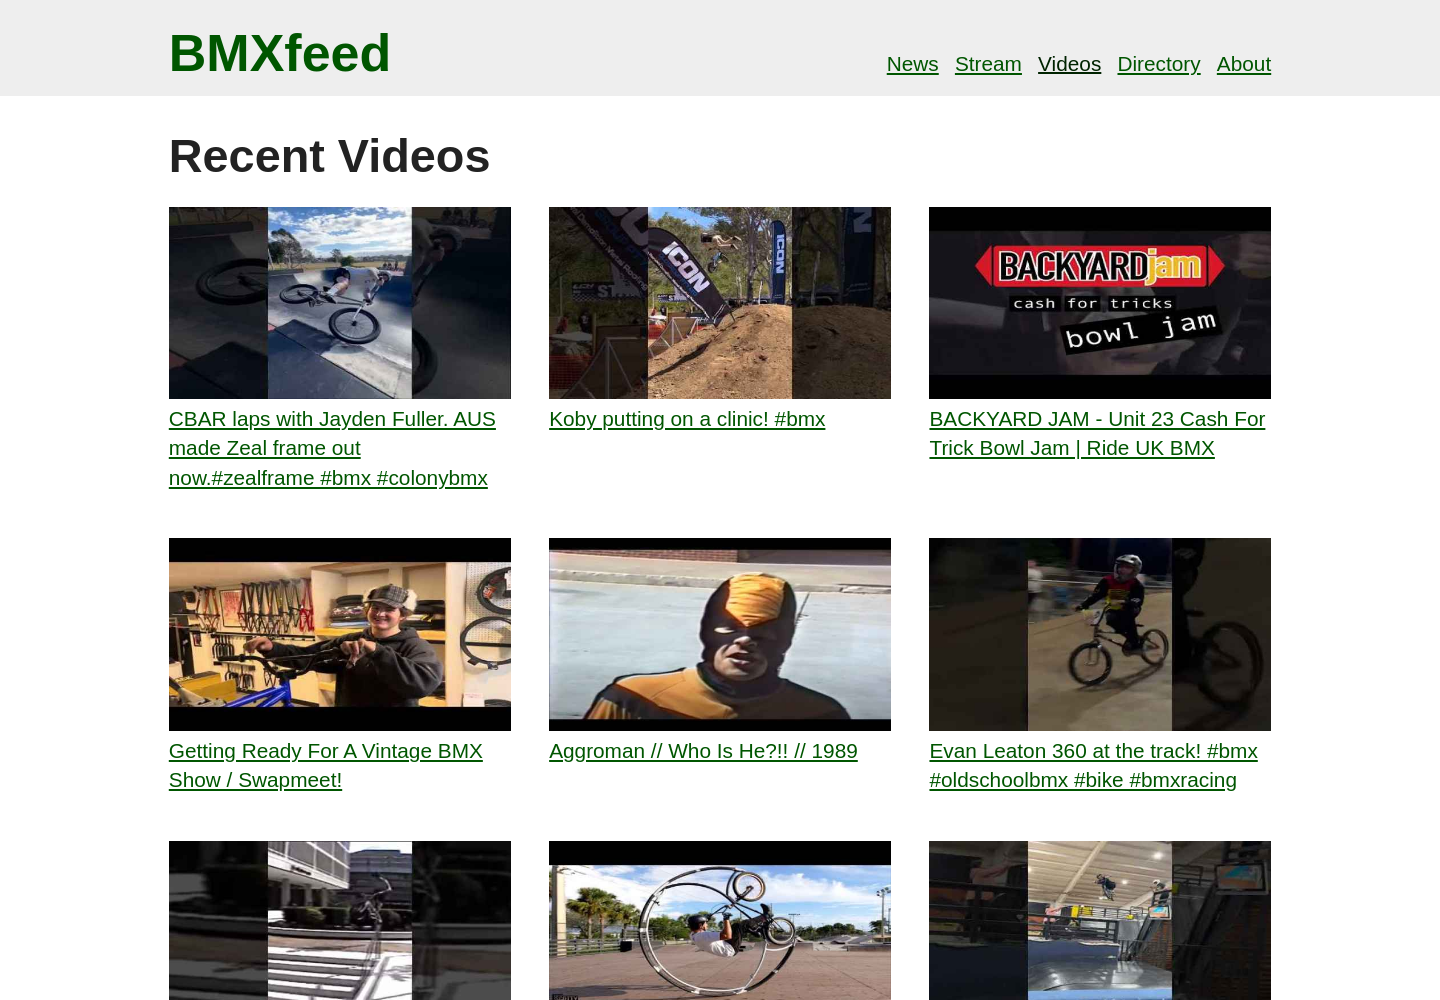 BMXfeed
News Stream Videos Directory About
Recent Videos
ICON
ICON
BACKYARD jam
cash for tricks
bowl jam
CBAR laps with Jayden Fuller. AUS
made Zeal frame out
now.#zealframe #bmx #colonybmx
Koby putting on a clinic! #bmx
BACKYARD JAM - Unit 23 Cash For
Trick Bowl Jam | Ride UK BMX
Getting Ready For A Vintage BMX
Show / Swapmeet!
Aggroman // Who Is He?!! // 1989
Evan Leaton 360 at the track! #bmx
#oldschoolbmx #bike #bmxracing